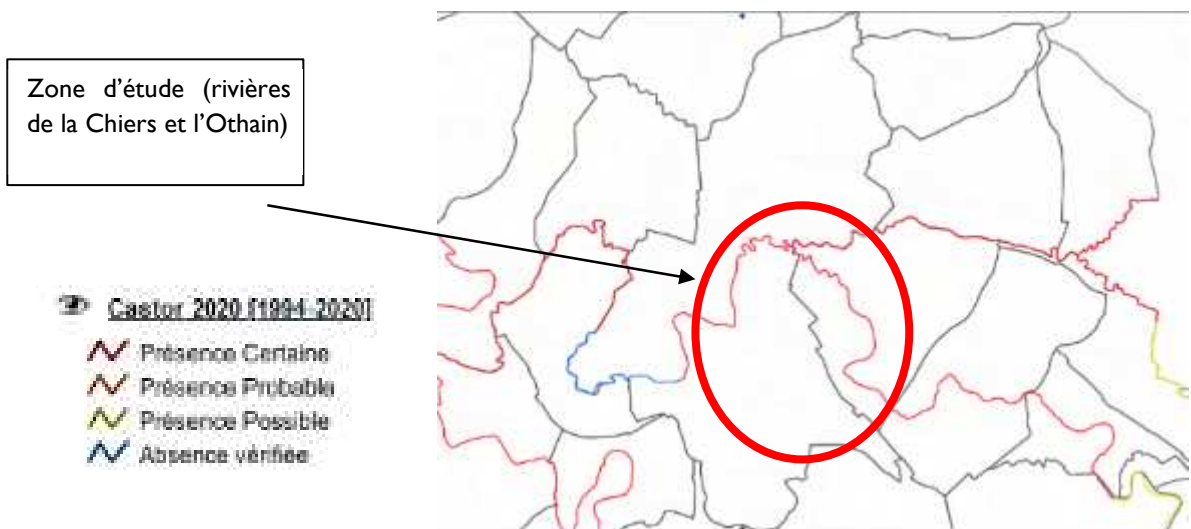 Zone d'étude (rivières
de la Chiers et l'Othain)
Castor 2020 [1994-2020]
Présence Certaine
Présence Probable
Présence Possible
Absence vérifiée